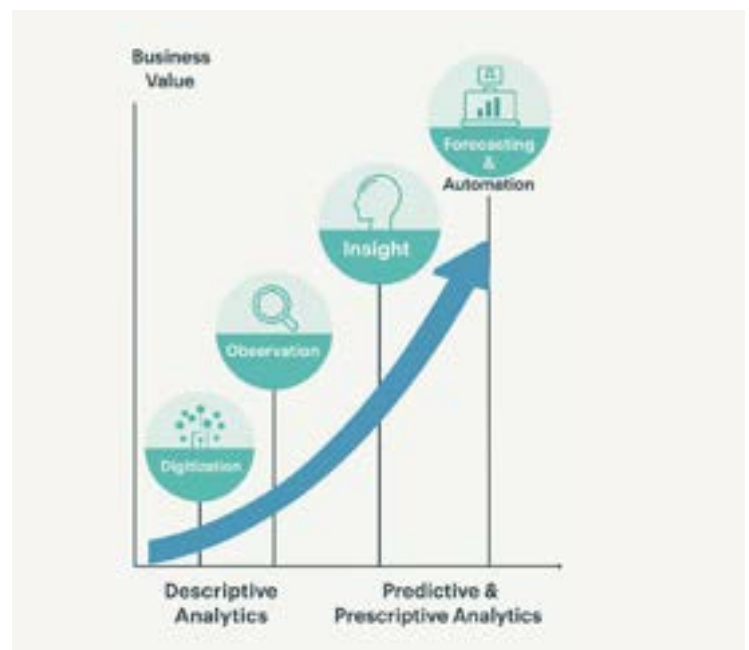 Business
Value
Forecasting
&
Automation
Insight
Observation
Digitization
Descriptive
Analytics
Predictive &
Prescriptive Analytics